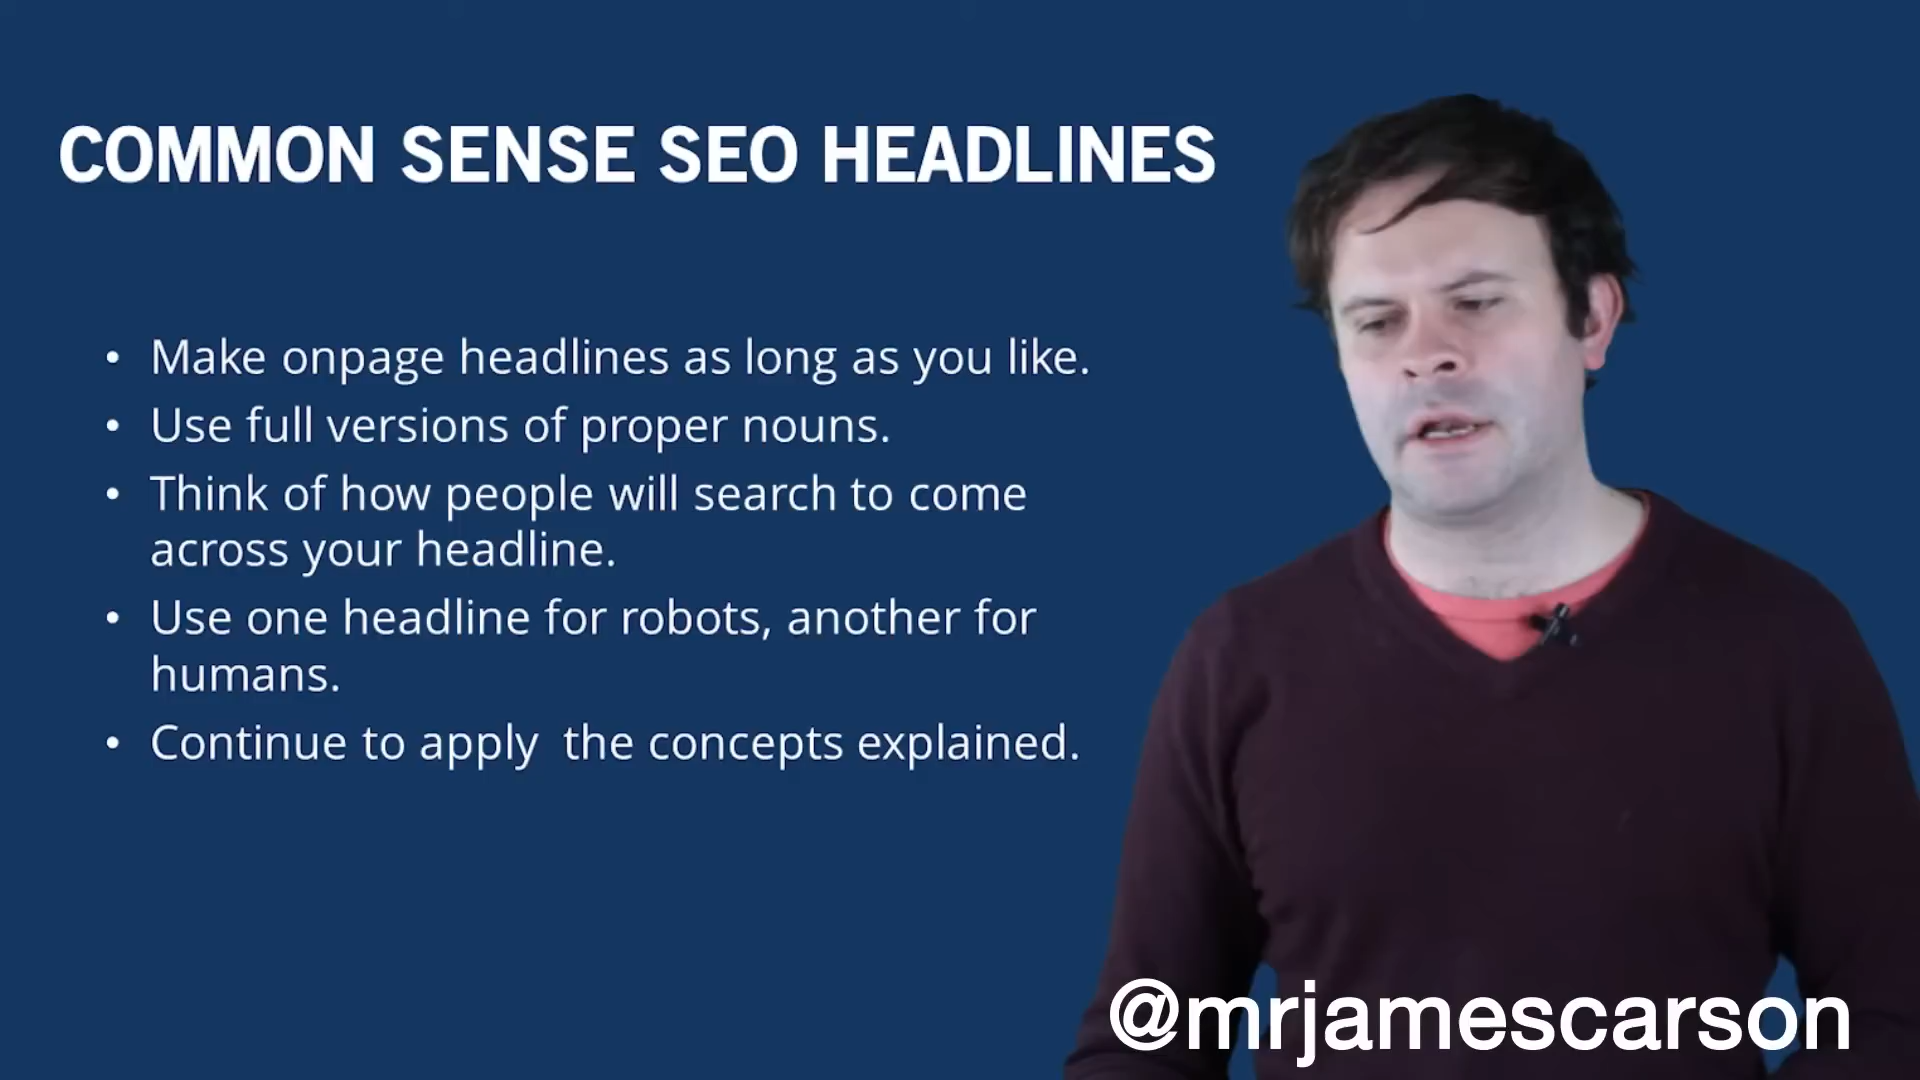 COMMON SENSE SEO HEADLINES
• Make onpage headlines as long as you like.
• Use full versions of proper nouns.
• Think of how people will search to come
across your headline.
• Use one headline for robots, another for
humans.
• Continue to apply  the concepts explained.
@mrjamescarson